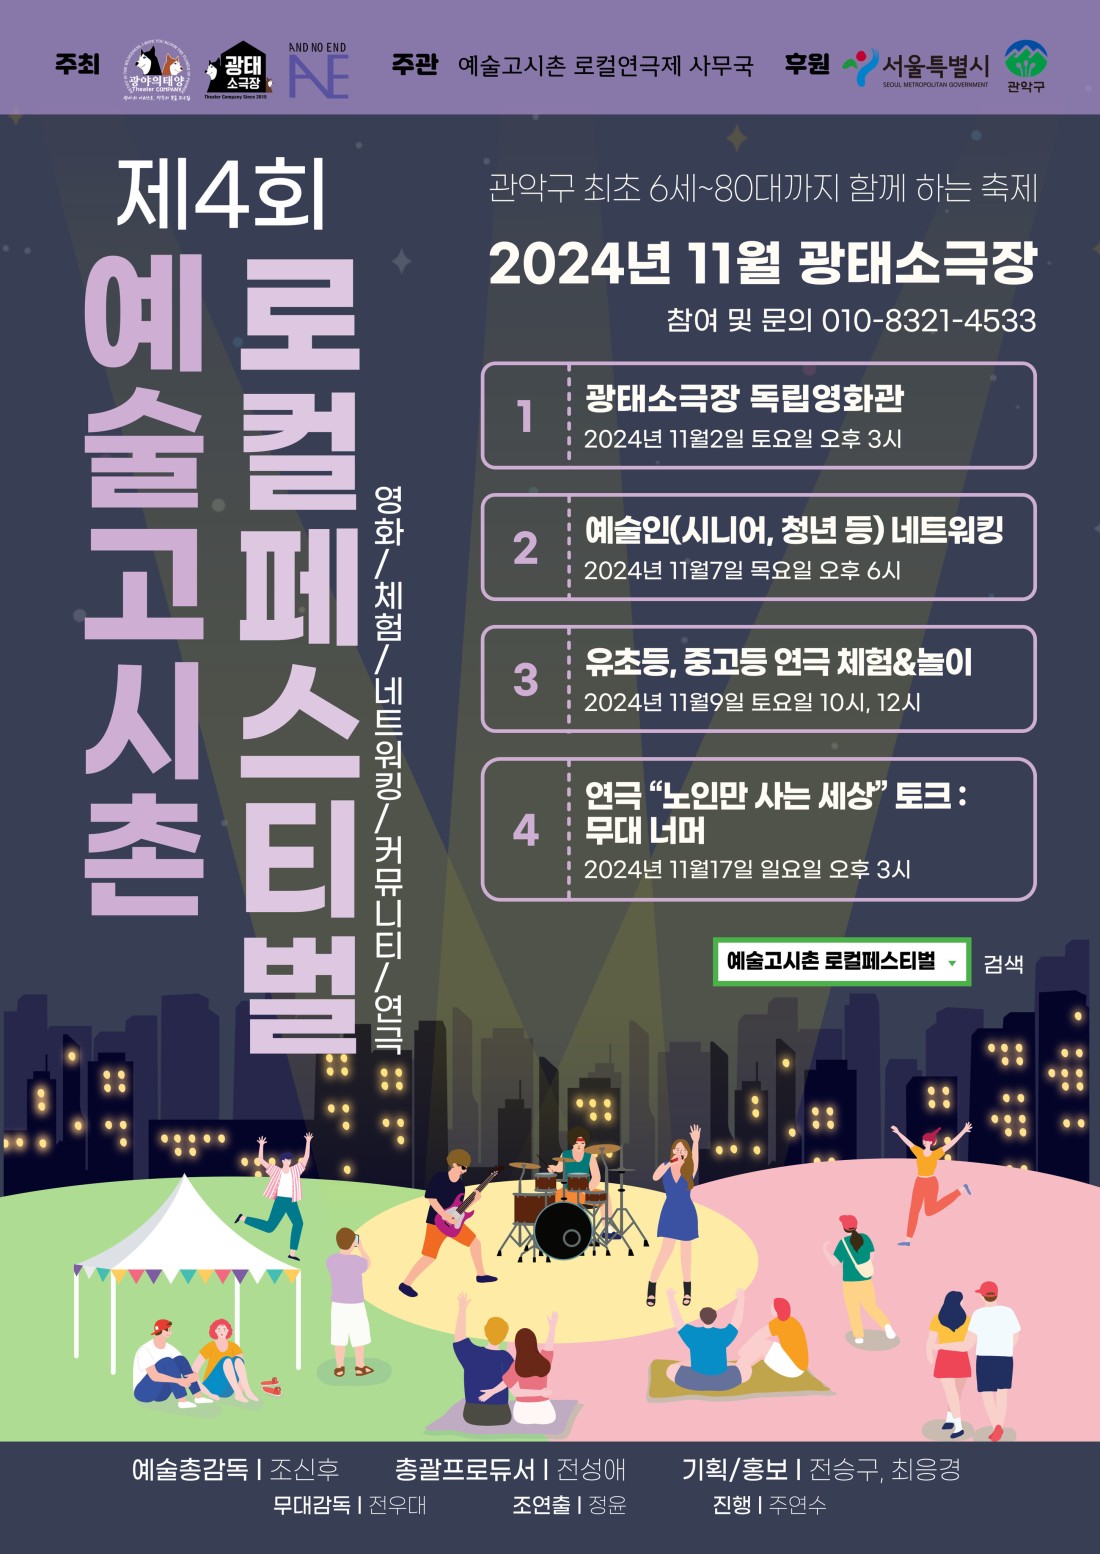 주최
광야의태양
Theater COMPANY
광태
소극장
Theater Company Since 2015
AND NO END
ANE
주관 예술고시촌 로컬연극제 사무국
후원
서울특별시
SEOUL METROPOLITAN GOVERNMENT
관악구
제4회
예술고시촌
로컬페스티벌
영화/체험/네트워킹/커뮤니티/연극
관악구 최초 6세~80대까지 함께 하는 축제
2024년 11월 광태소극장
참여 및 문의 010-8321-4533
1
광태소극장 독립영화관
2024년 11월2일 토요일 오후 3시
2
예술인(시니어, 청년 등) 네트워킹
2024년 11월7일 목요일 오후 6시
3
유초등, 중고등 연극 체험&놀이
2024년 11월9일 토요일 10시, 12시
4
연극 “노인만 사는 세상” 토크 :
무대 너머
2024년 11월17일 일요일 오후 3시
예술고시촌 로컬페스티벌 검색
예술총감독 | 조신후 총괄프로듀서 | 전성애 기획/홍보 | 전승구, 최응경
무대감독 | 전우대 조연출 | 정윤 진행 | 주연수